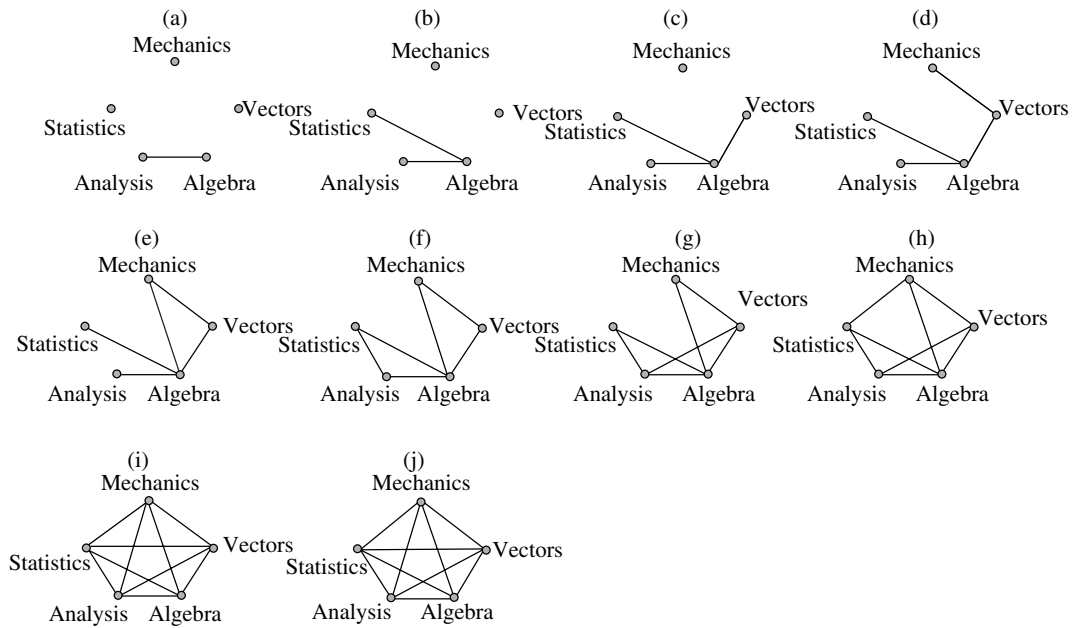 (a)
Mechanics
Statistics
Vectors
Analysis
Algebra
(b)
Mechanics
Statistics
Vectors
Analysis
Algebra
(c)
Mechanics
Statistics
Vectors
Analysis
Algebra
(d)
Mechanics
Statistics
Vectors
Analysis
Algebra
(e)
Mechanics
Statistics
Vectors
Analysis
Algebra
(f)
Mechanics
Statistics
Vectors
Analysis
Algebra
(g)
Mechanics
Statistics
Vectors
Analysis
Algebra
(h)
Mechanics
Statistics
Vectors
Analysis
Algebra
(i)
Mechanics
Statistics
Vectors
Analysis
Algebra
(j)
Mechanics
Statistics
Vectors
Analysis
Algebra